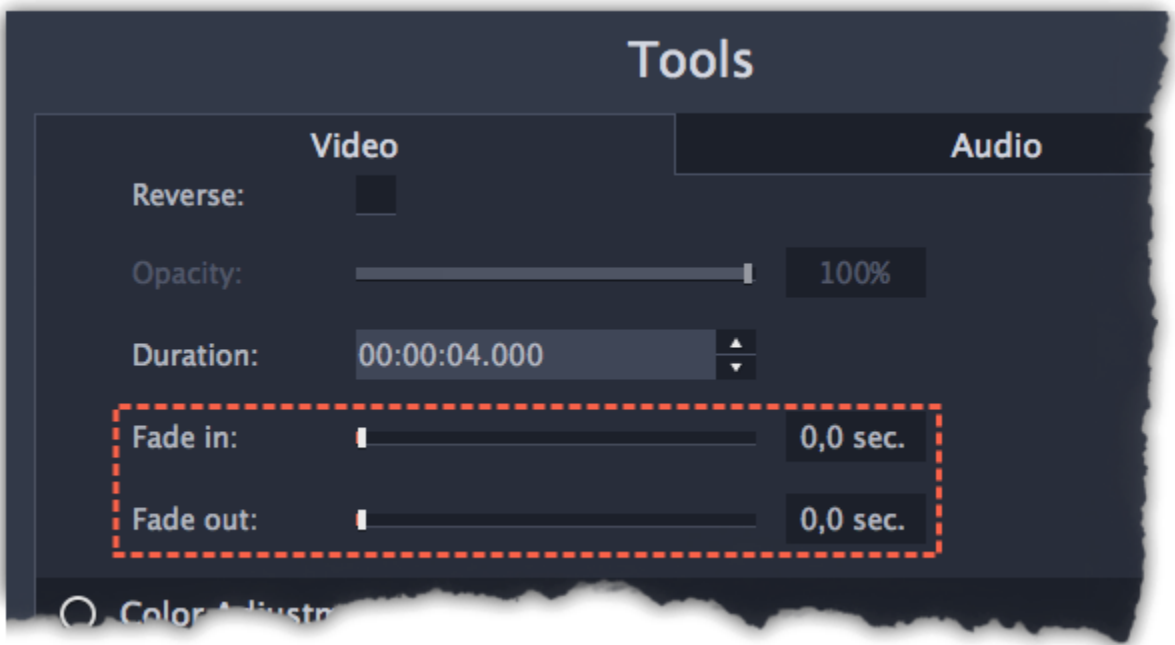 Tools
Video Audio
Reverse:
Opacity: 100%
Duration: 00:00:04.000
Fade in: 0,0 sec.
Fade out: 0,0 sec.
Color